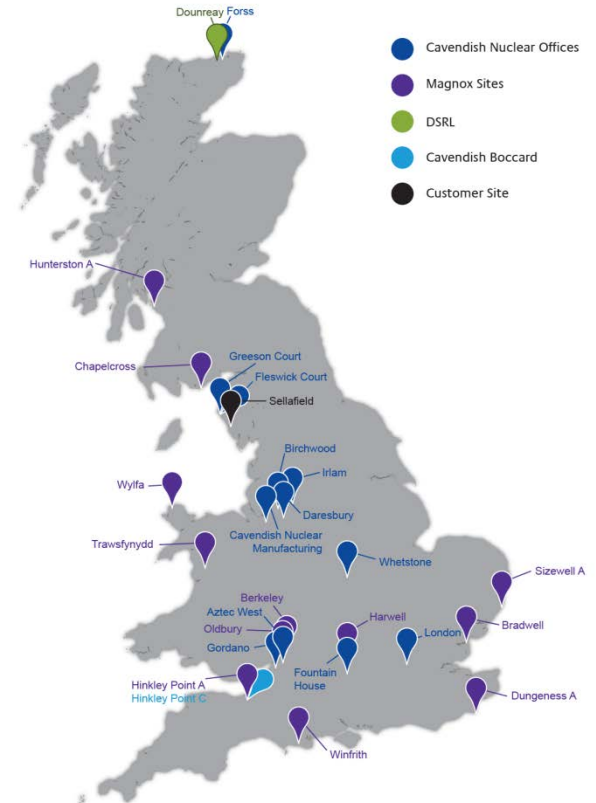 Dounreay Forss
Cavendish Nuclear Offices
Magnox Sites
DSRL
Cavendish Boccard
Customer Site
Hunterston A
Greeson Court
Chapelcross
Fleswick Court
Sellafield
Birchwood
Irlam
Wylfa
Daresbury
Cavendish Nuclear
Manufacturing
Trawsfynydd
Whetstone
Sizewell A
Berkeley
Aztec West
Harwell
Bradwell
Oldbury
London
Gordano
Fountain
House
Hinkley Point A
Hinkley Point C
Dungeness A
Winfrith